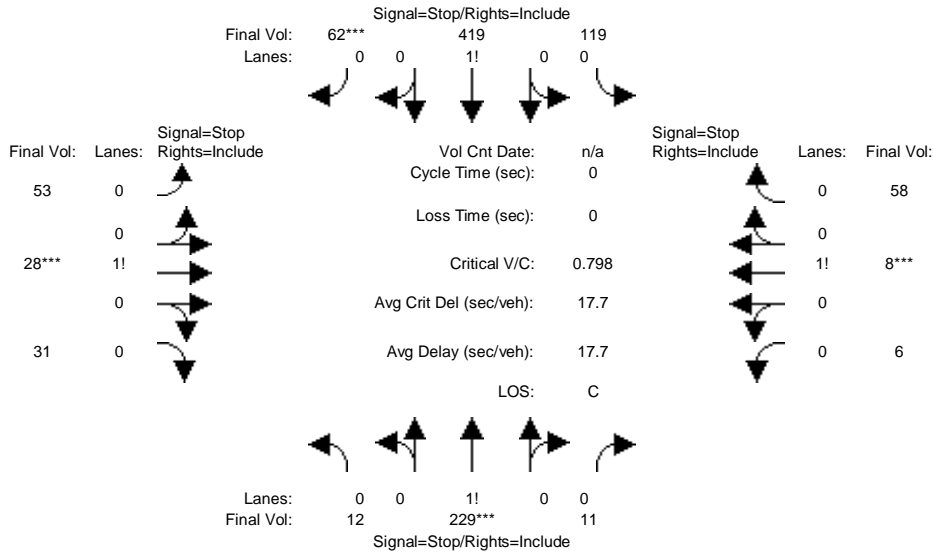 Signal=Stop/Rights=Include
Final Vol: 62*** 419 119
Lanes: 0 0 1! 0 0
Signal=Stop Signal=Stop
Final Vol: Lanes: Rights=Include Vol Cnt Date: n/a Rights=Include Lanes: Final Vol:
Cycle Time (sec): 0
53 0 0 58
Loss Time (sec): 0
0 0
28*** 1! Critical V/C: 0.798 1! 8***
0 Avg Crit Del (sec/veh): 17.7 0
31 0 Avg Delay (sec/veh): 17.7 0 6
LOS: C
Lanes: 0 0 1! 0 0
Final Vol: 12 229*** 11
Signal=Stop/Rights=Include